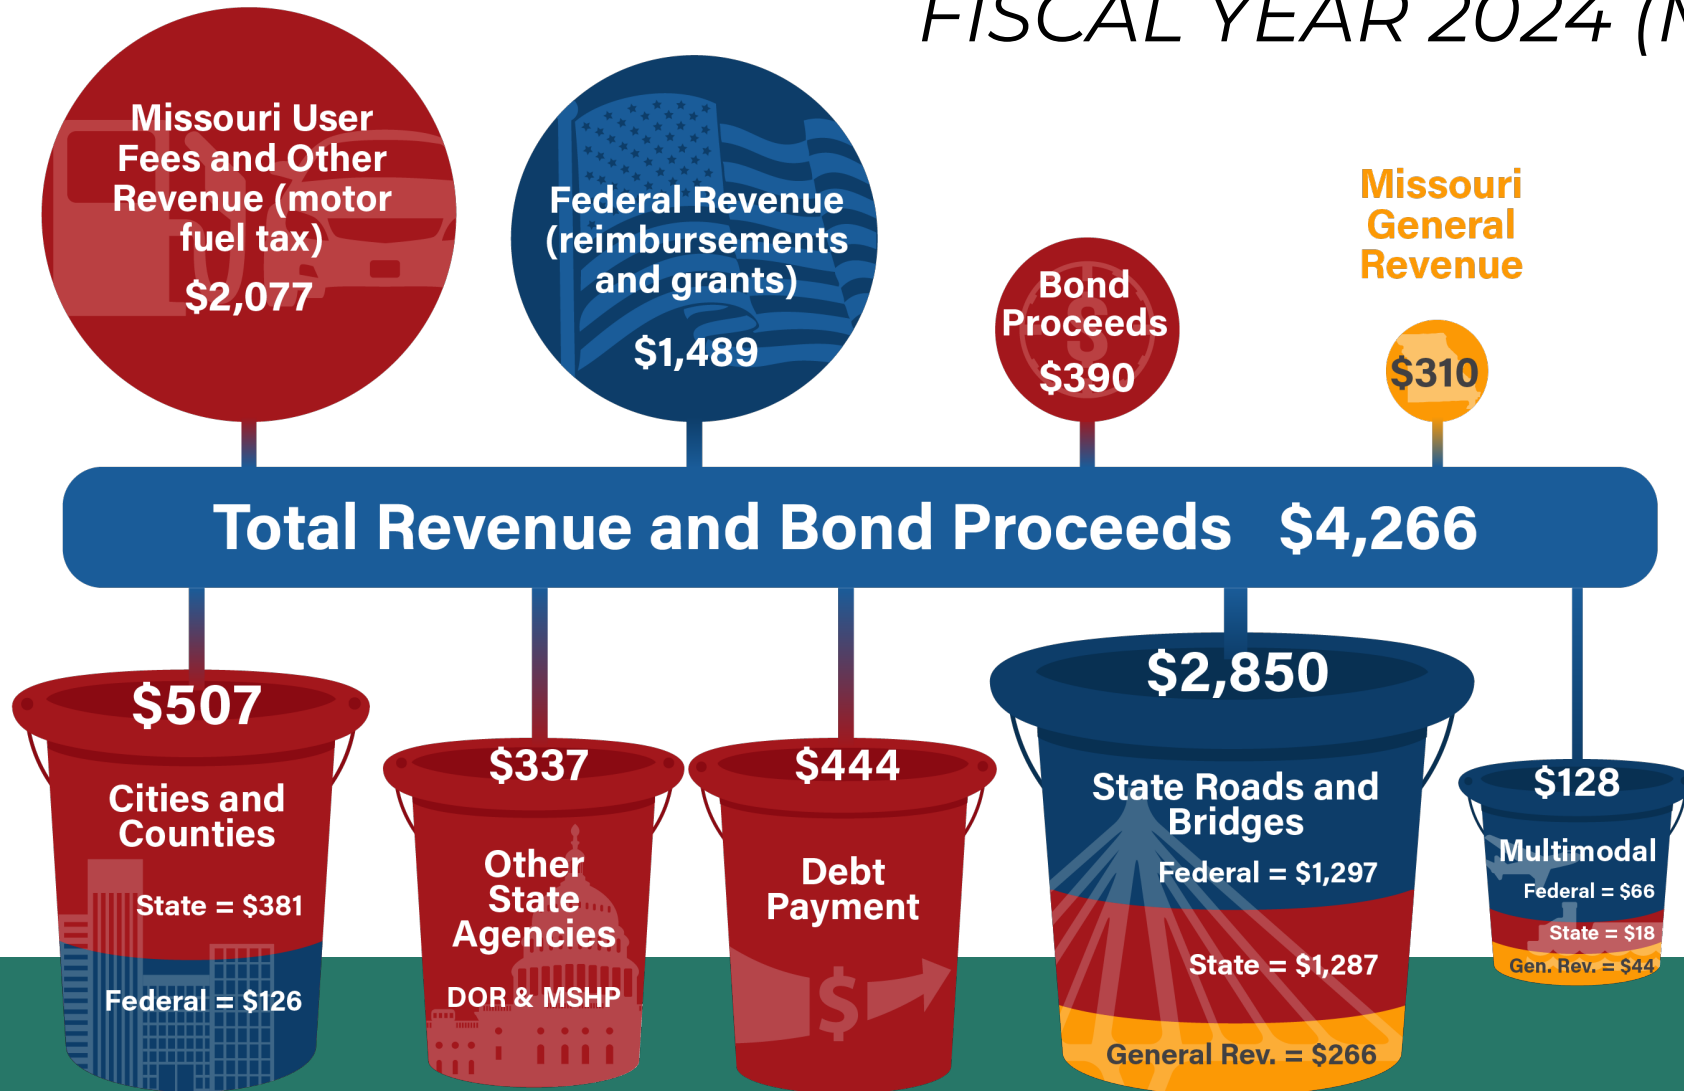 FISCAL YEAR 2024 (M
Missouri User
Fees and Other
Revenue (motor
fuel tax)
$2,077
Federal Revenue
(reimbursements
and grants)
$1,489
Bond
Proceeds
$390
Missouri
General
Revenue
$310
Total Revenue and Bond Proceeds $4,266
$507
Cities and
Counties
State = $381
Federal = $126
$337
Other
State
Agencies
DOR & MSHP
$444
Debt
Payment
$
$2,850
State Roads and
Bridges
Federal = $1,297
State = $1,287
General Rev. = $266
$128
Multimodal
Federal = $66
State = $18
Gen. Rev. = $44